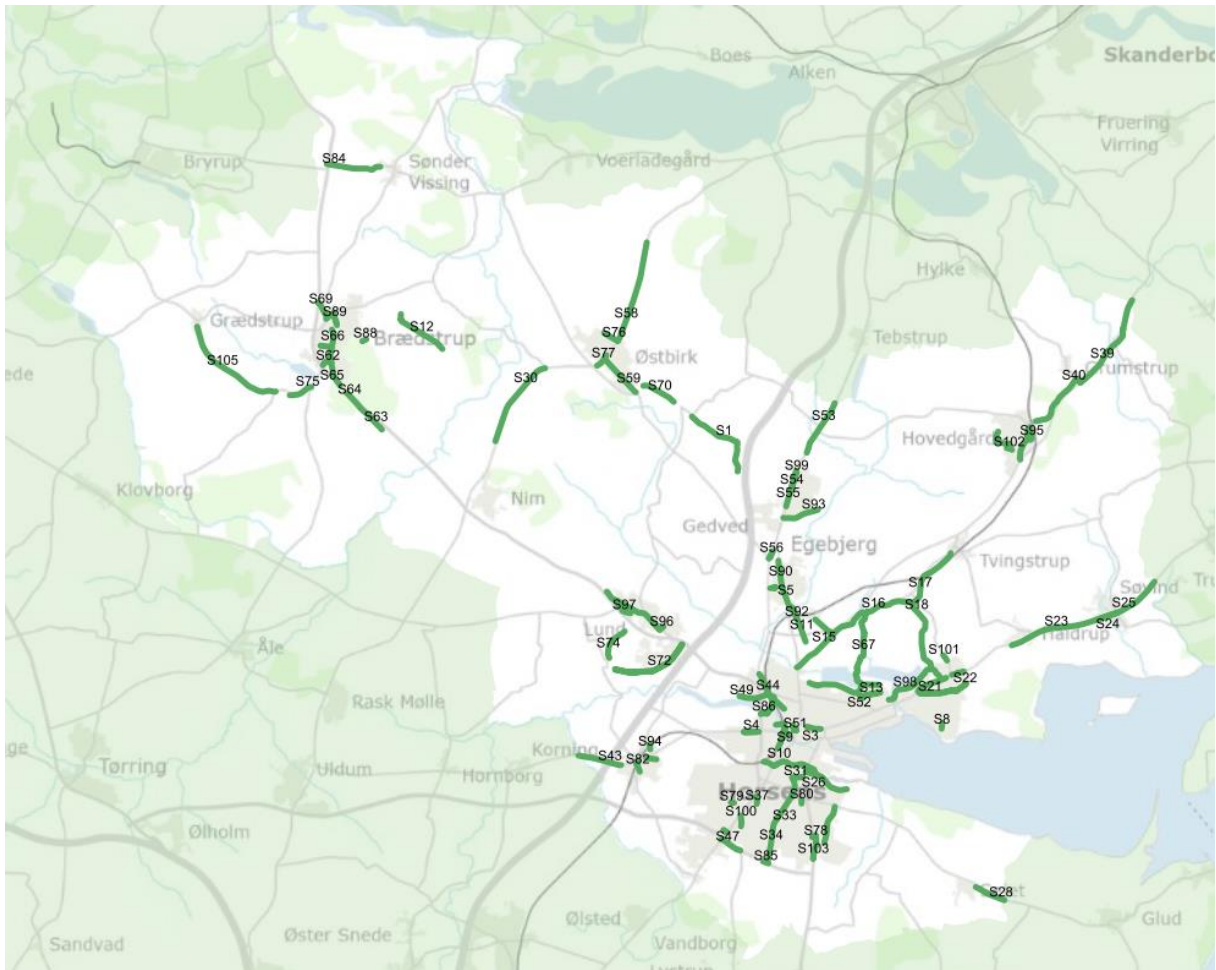 Boes
Alken
Skanderbo
Fruering
Virring
Bryrup
S84
Sønder
Vissing
Voerladegård
Hylke
S69
S89
Grædstrup
S66
S88
Brædstrup
S12
S58
S76
Østbirk
Tebstrup
S39
S105
S62
S65
S75
S64
S63
S30
S77
S59
S70
S40
S1
S53
Hovedgård
S95
S102
Klovborg
Nim
S99
S54
S55
S93
Gedved
Egebjerg
S56
S90
S5
Tvingstrup
S17
Søvind
S97
S96
Lund
S74
S72
S92
S11
S15
S16
S18
S67
S23
S24
S25
S101
Åle
S44
S49
S86
S13
S52
S98
S21
S22
Rask Mølle
S4
S51
S9
S3
S8
S94
Korning
S43
S82
S10
Tørring
Uldum
Hornborg
S31
S26
S79
S37
S80
S100
S33
Ølholm
S47
S34
S78
S85
S103
S28
Glud
Ølsted
Øster Snede
Vandborg
Sandvad